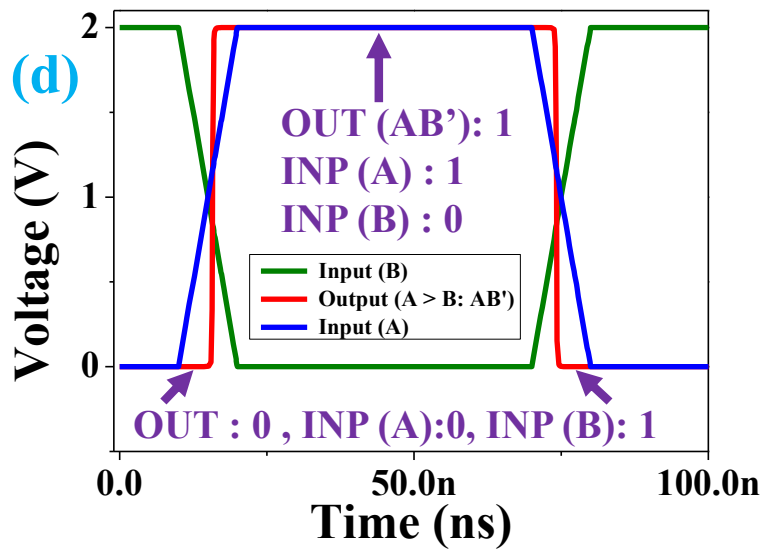 (d)
Voltage (V)
2
1
0
OUT (AB’): 1
INP (A) : 1
INP (B) : 0
Input (B)
Output (A > B: AB')
Input (A)
OUT : 0 , INP (A):0, INP (B): 1
0.0 50.0n 100.0n
Time (ns)